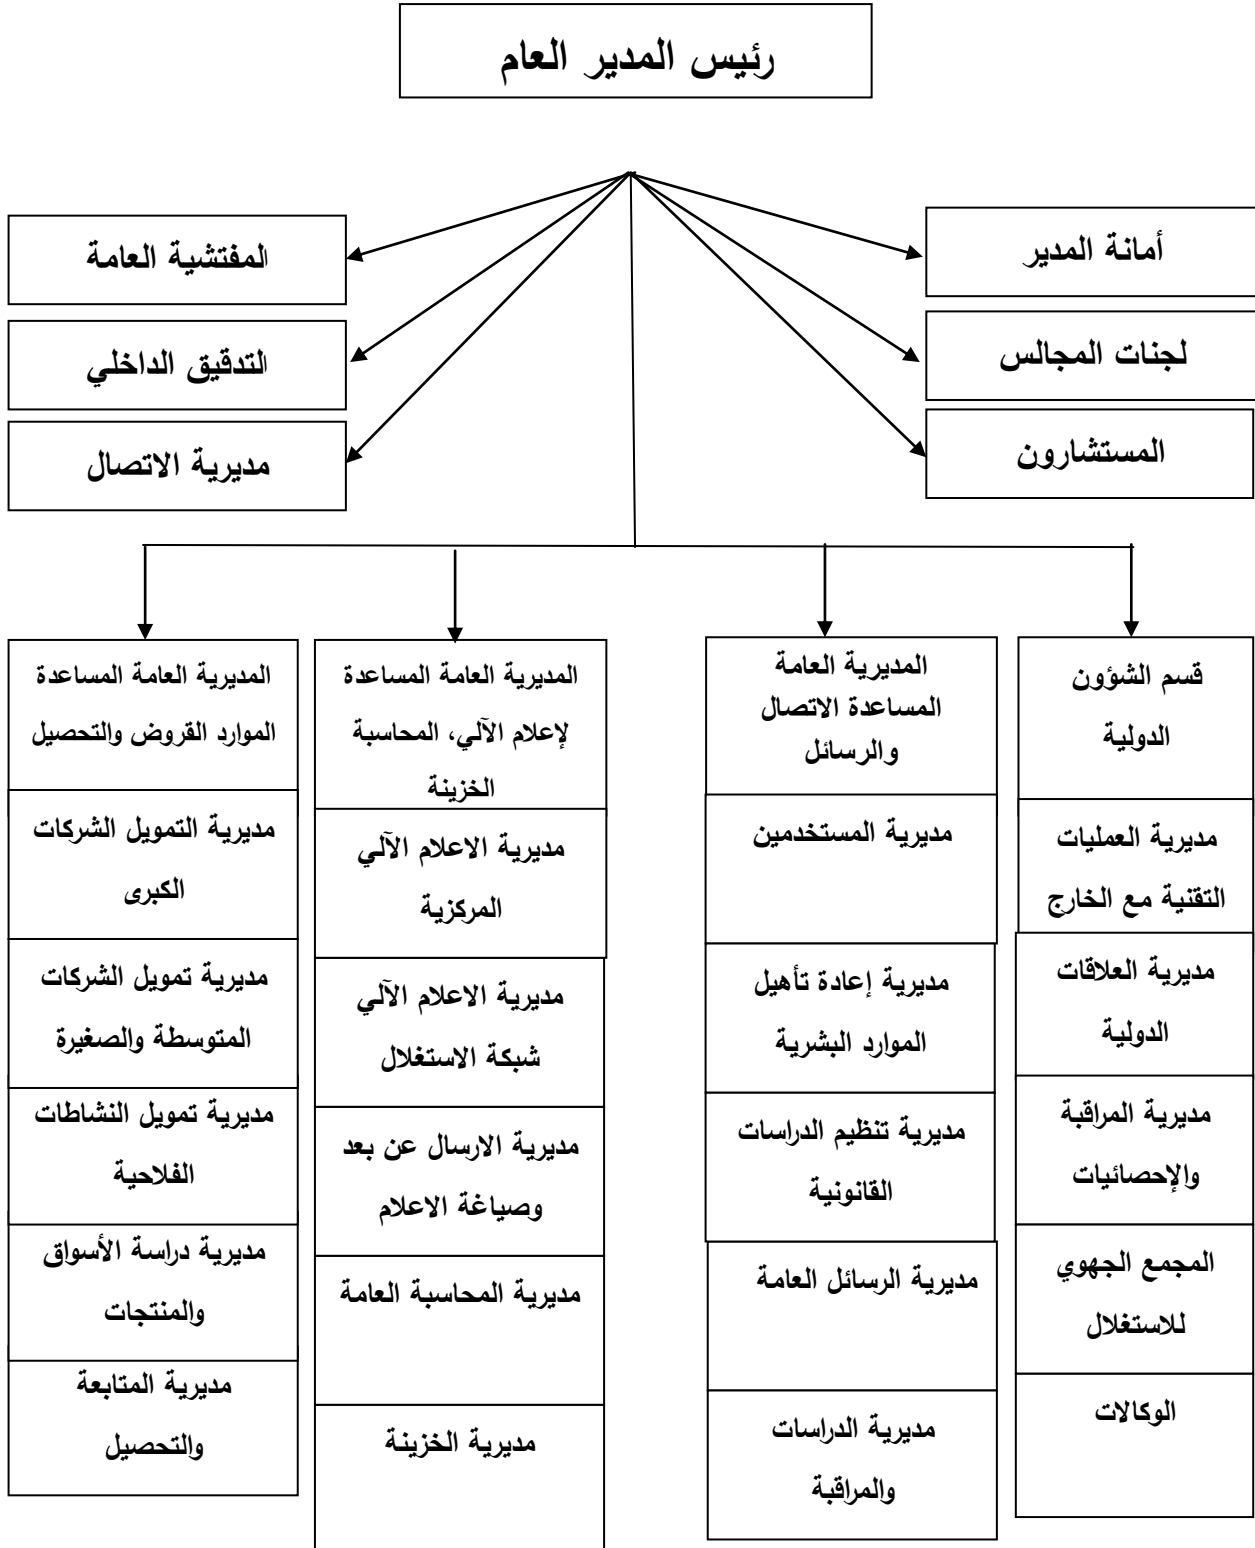 رئيس المدير العام
أمانة المدير
لجنات المجالس
المستشارون
المفتشية العامة
التدقيق الداخلي
مديرية الاتصال
قسم الشؤون
الدولية
مديرية العمليات
التقنية مع الخارج
مديرية العلاقات
الدولية
مديرية المراقبة
والإحصائيات
المجمع الجهوي
للاستغلال
الوكالات
المديرية العامة
المساعدة الاتصال
والرسائل
مديرية المستخدمين
مديرية إعادة تأهيل
الموارد البشرية
مديرية تنظيم الدراسات
القانونية
مديرية الرسائل العامة
مديرية الدراسات
والمراقبة
المديرية العامة المساعدة
لإعلام الآلي، المحاسبة
الخزينة
مديرية الاعلام الآلي
المركزية
مديرية الاعلام الآلي
شبكة الاستغلال
مديرية الارسال عن بعد
وصياغة الاعلام
مديرية المحاسبة العامة
مديرية الخزينة
المديرية العامة المساعدة
الموارد القروض والتحصيل
مديرية التمويل الشركات
الكبرى
مديرية تمويل الشركات
المتوسطة والصغيرة
مديرية تمويل النشاطات
الفلاحية
مديرية دراسة الأسواق
والمنتجات
مديرية المتابعة
والتحصيل